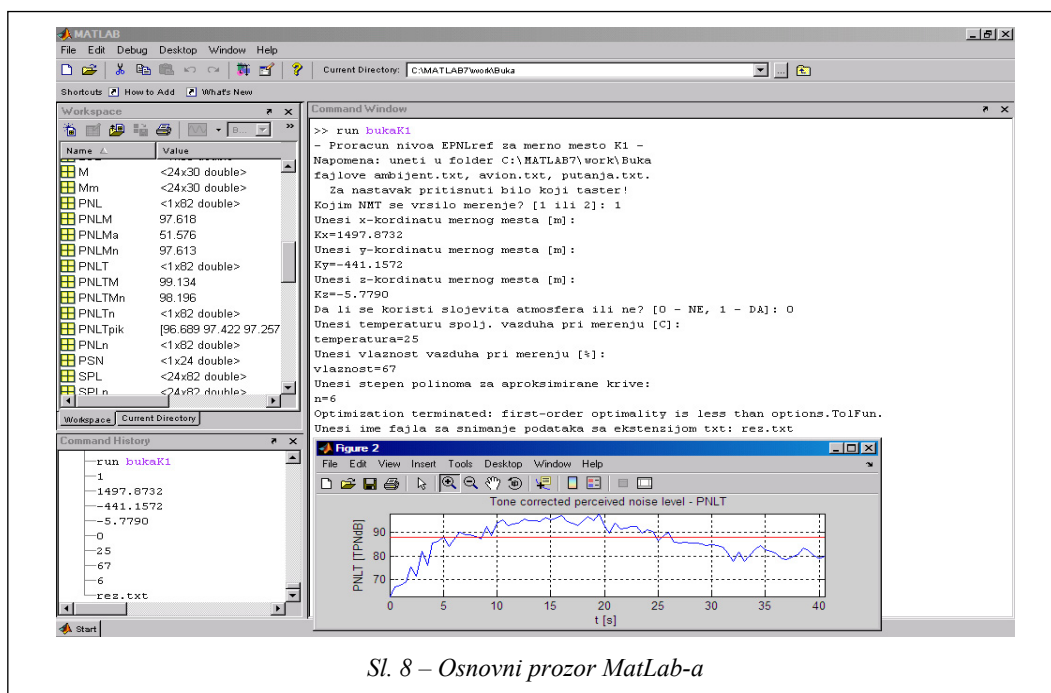 MATLAB
File Edit Debug Desktop Window Help
Current Directory: C:\MATLAB7\work\Buka
Shortcuts How to Add What's New
Workspace
B...
Name Value
M <24x30 double>
Mm <24x30 double>
PNL <1x82 double>
PNLM 97.618
PNLMa 51.576
PNLMn 97.613
PNLT <1x82 double>
PNLTM 99.134
PNLTMn 98.196
PNLTn <1x82 double>
PNLTpik [96.689 97.422 97.257
PNLn <1x82 double>
PSN <1x24 double>
SPL <24x82 double>
SPLn <24x82 double>
Workspace Current Directory
Command History
run bukaK1
1
-1497.8732
-441.1572
-5.7790
0
25
67
6
rez.txt
Start
Command Window
>> run bukaK1
- Proracun nivoa EPNLref za merno mesto K1 -
Napomena: uneti u folder C:\MATLAB7\work\Buka
fajlove ambijent.txt, avion.txt, putanja.txt.
Za nastavak pritisnuti bilo koji taster!
Kojim NMT se vrsilo merenje? [1 ili 2]: 1
Unesi x-kordinatu mernog mesta [m]:
Kx=1497.8732
Unesi y-kordinatu mernog mesta [m]:
Ky=-441.1572
Unesi z-kordinatu mernog mesta [m]:
Kz=-5.7790
Da li se koristi slojevita atmosfera ili ne? [0 - NE, 1 - DA]: 0
Unesi temperaturu spolj. vazduha pri merenju [C]:
temperatura=25
Unesi vlaznost vazduha pri merenju [%]:
vlaznost=67
Unesi stepen polinoma za aproksimirane krive:
n=6
Optimization terminated: first-order optimality is less than options.TolFun.
Unesi ime fajla za snimanje podataka sa ekstenzijom txt: rez.txt
Figure 2
File Edit View Insert Tools Desktop Window Help
Tone corrected perceived noise level - PNLT
PNLT [TPNdB]
90
80
70
0 5 10 15 20 25 30 35 40
t [s]
Sl. 8 – Osnovni prozor MatLab-a